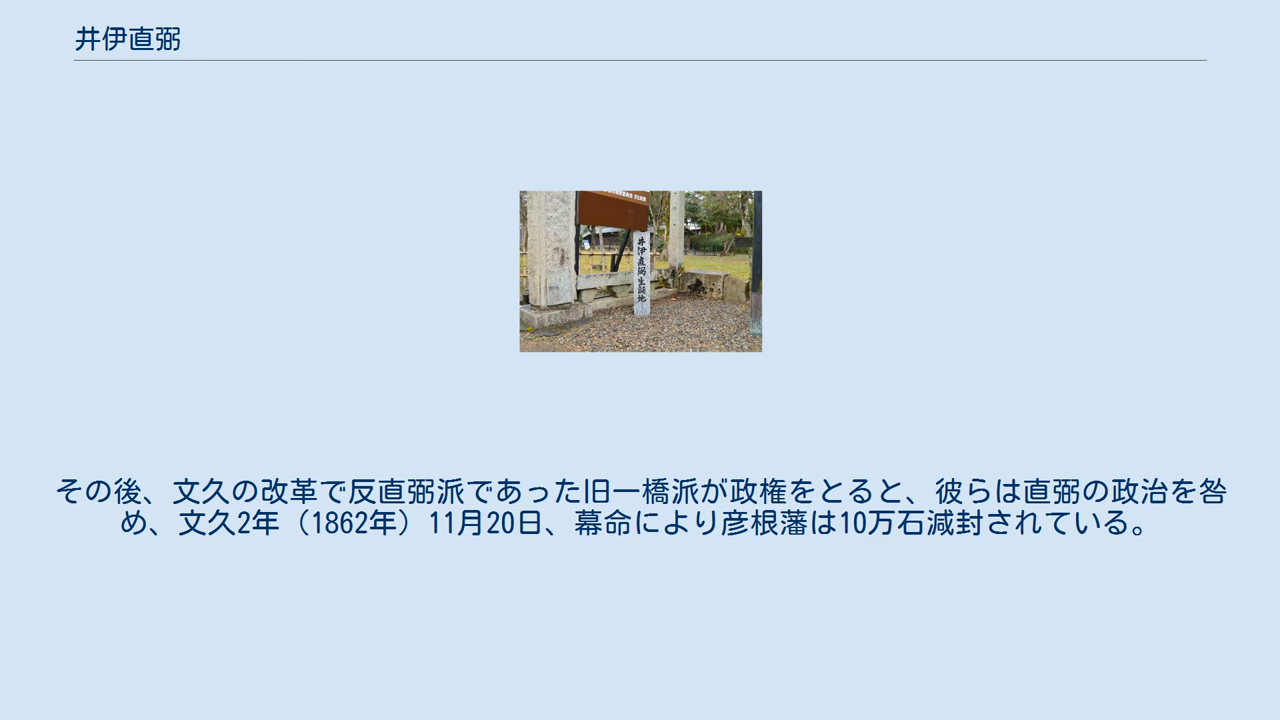 井伊直弼
井伊直弼生誕地
その後、文久の改革で反直弼派であった旧一橋派が政権をとると、彼らは直弼の政治を咎
め、文久2年（1862年）11月20日、幕命により彦根藩は10万石減封されている。